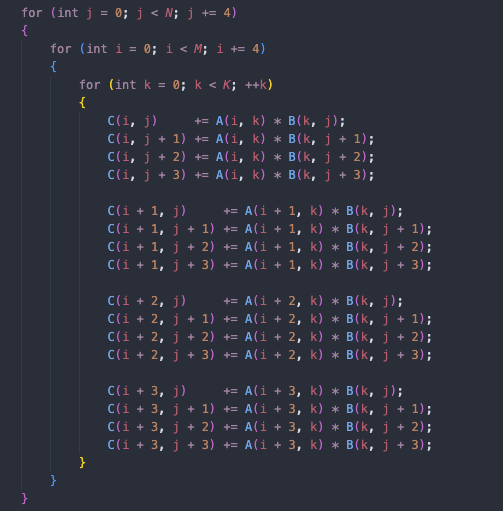 for (int j = 0; j < N; j += 4)
{
    for (int i = 0; i < M; i += 4)
    {
        for (int k = 0; k < K; ++k)
        {
            C(i, j)     += A(i, k) * B(k, j);
            C(i, j + 1) += A(i, k) * B(k, j + 1);
            C(i, j + 2) += A(i, k) * B(k, j + 2);
            C(i, j + 3) += A(i, k) * B(k, j + 3);

            C(i + 1, j)     += A(i + 1, k) * B(k, j);
            C(i + 1, j + 1) += A(i + 1, k) * B(k, j + 1);
            C(i + 1, j + 2) += A(i + 1, k) * B(k, j + 2);
            C(i + 1, j + 3) += A(i + 1, k) * B(k, j + 3);

            C(i + 2, j)     += A(i + 2, k) * B(k, j);
            C(i + 2, j + 1) += A(i + 2, k) * B(k, j + 1);
            C(i + 2, j + 2) += A(i + 2, k) * B(k, j + 2);
            C(i + 2, j + 3) += A(i + 2, k) * B(k, j + 3);

            C(i + 3, j)     += A(i + 3, k) * B(k, j);
            C(i + 3, j + 1) += A(i + 3, k) * B(k, j + 1);
            C(i + 3, j + 2) += A(i + 3, k) * B(k, j + 2);
            C(i + 3, j + 3) += A(i + 3, k) * B(k, j + 3);
        }
    }
}